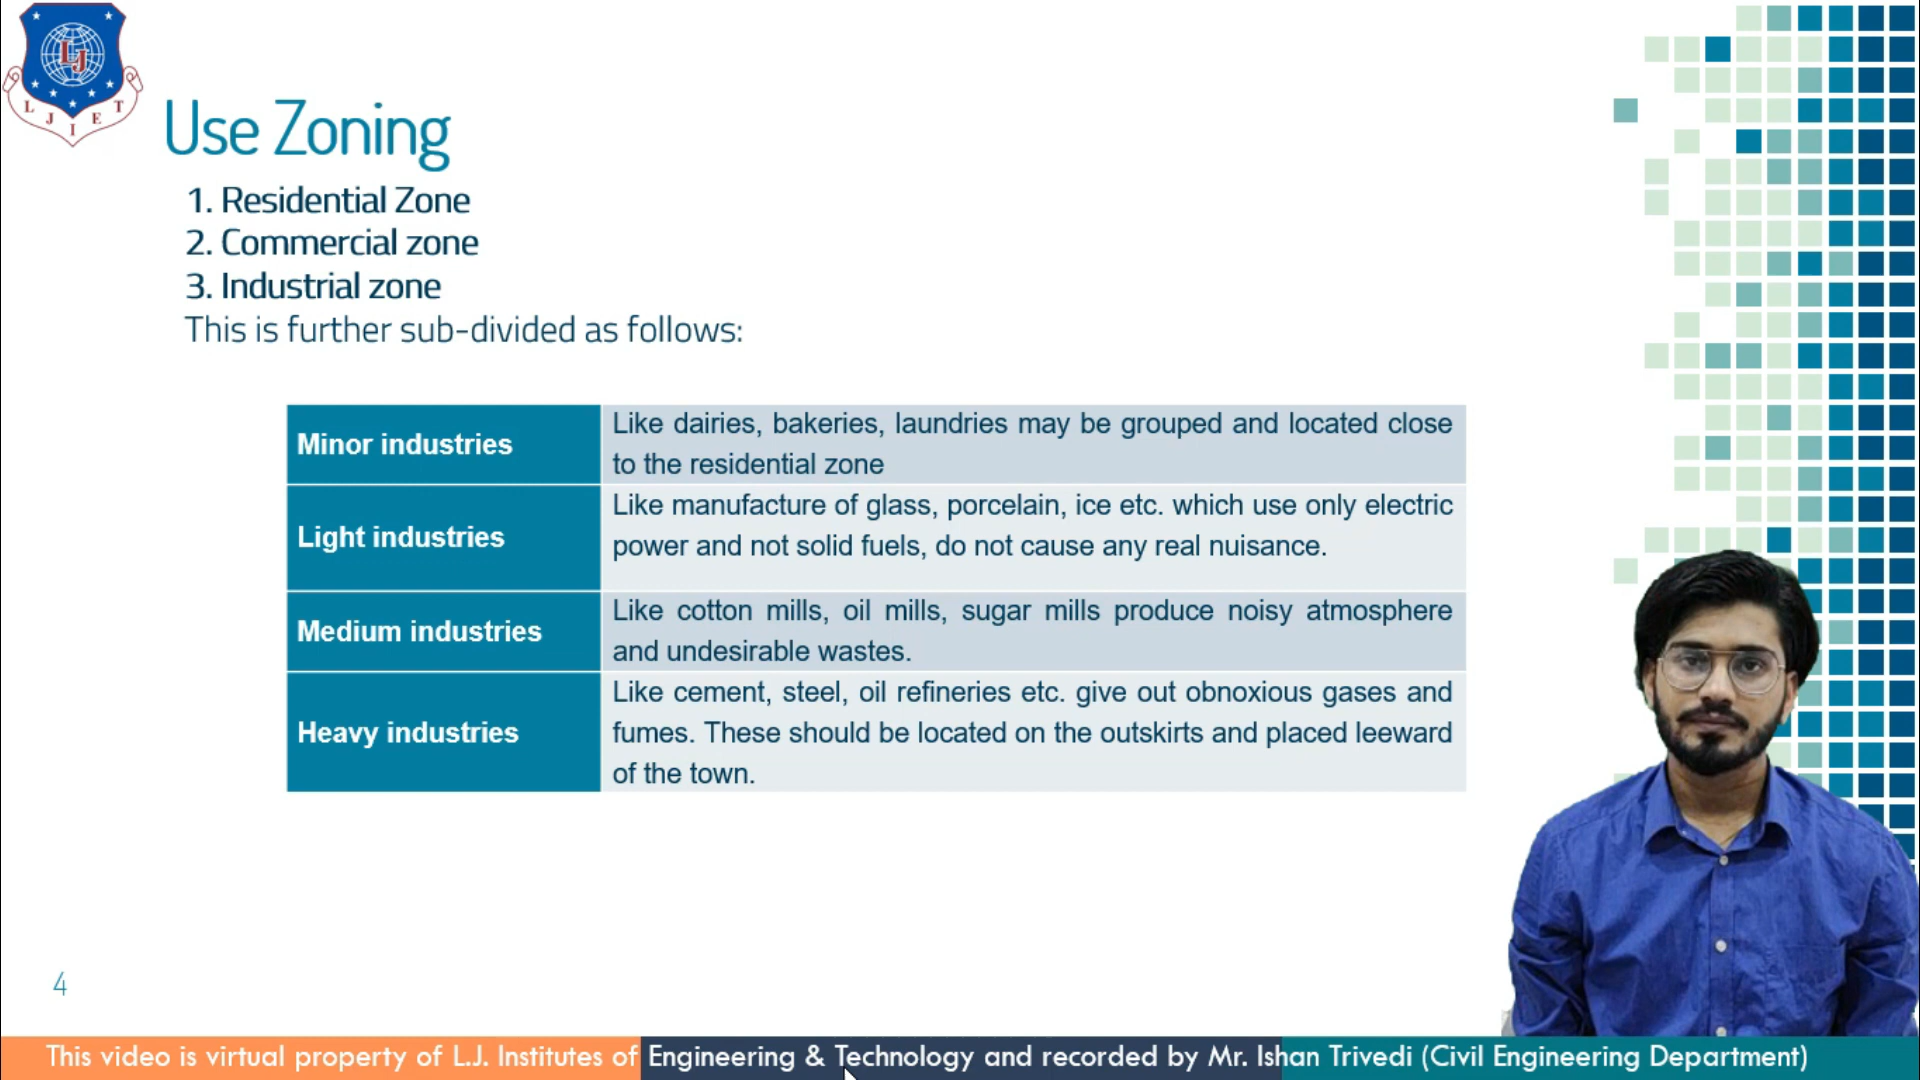 LJ
L J I E T
Use Zoning
1. Residential Zone
2. Commercial zone
3. Industrial zone
This is further sub-divided as follows:
Minor industries
Like dairies, bakeries, laundries may be grouped and located close
to the residential zone
Light industries
Like manufacture of glass, porcelain, ice etc. which use only electric
power and not solid fuels, do not cause any real nuisance.
Medium industries
Like cotton mills, oil mills, sugar mills produce noisy atmosphere
and undesirable wastes.
Heavy industries
Like cement, steel, oil refineries etc. give out obnoxious gases and
fumes. These should be located on the outskirts and placed leeward
of the town.
4
This video is virtual property of L.J. Institutes of Engineering & Technology and recorded by Mr. Ishan Trivedi (Civil Engineering Department)